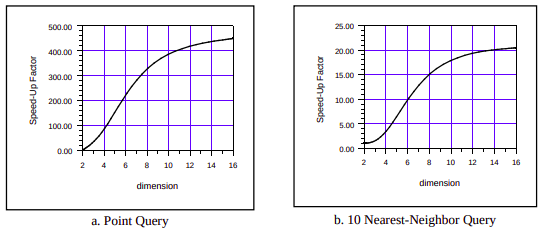 500.00
400.00
300.00
200.00
100.00
0.00
Speed-Up Factor
2 4 6 8 10 12 14 16
dimension
a. Point Query
25.00
20.00
15.00
10.00
5.00
0.00
Speed-Up Factor
2 4 6 8 10 12 14 16
dimension
b. 10 Nearest-Neighbor Query